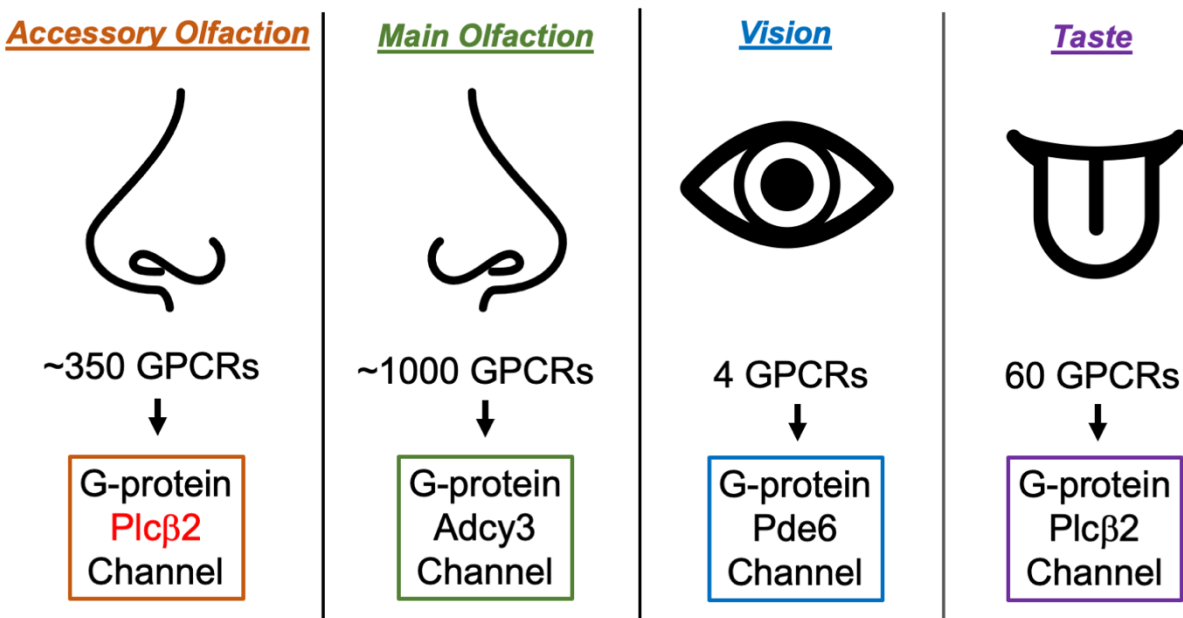 Accessory Olfaction
~350 GPCRs
G-protein
Plcβ2
Channel
Main Olfaction
~1000 GPCRs
G-protein
Adcy3
Channel
Vision
4 GPCRs
G-protein
Pde6
Channel
Taste
60 GPCRs
G-protein
Plcβ2
Channel